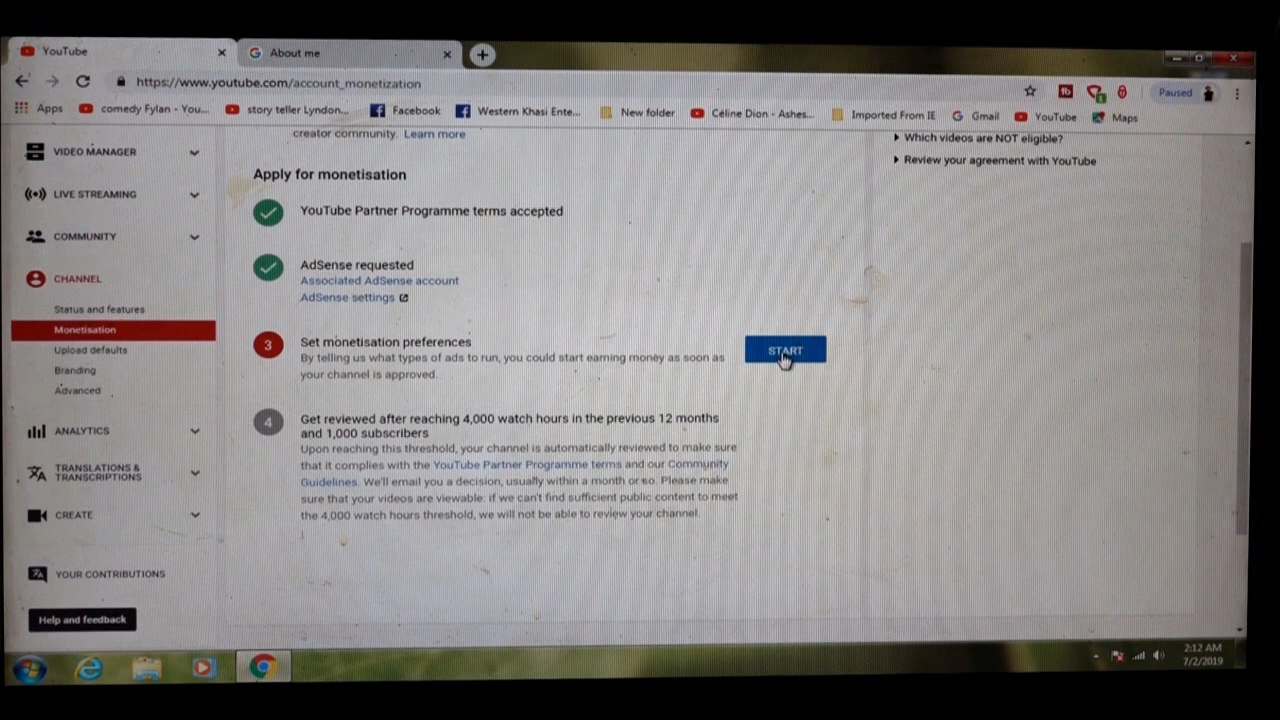 YouTube
About me
https://www.youtube.com/account_monetization
Paused
Apps
comedy Fylan - You...
story teller Lyndon...
Facebook
Western Khasi Ente...
New folder
Céline Dion - Ashes...
Imported From IE
Gmail
YouTube
Maps
creator community. Learn more
Which videos are NOT eligible?
Review your agreement with YouTube
VIDEO MANAGER
LIVE STREAMING
COMMUNITY
CHANNEL
Status and features
Monetisation
Upload defaults
Branding
Advanced
ANALYTICS
TRANSLATIONS &
TRANSCRIPTIONS
CREATE
YOUR CONTRIBUTIONS
Help and feedback
Apply for monetisation
YouTube Partner Programme terms accepted
AdSense requested
Associated AdSense account
AdSense settings
3
Set monetisation preferences
By telling us what types of ads to run, you could start earning money as soon as
your channel is approved.
START
4
Get reviewed after reaching 4,000 watch hours in the previous 12 months
and 1,000 subscribers
Upon reaching this threshold, your channel is automatically reviewed to make sure
that it complies with the YouTube Partner Programme terms and our Community
Guidelines. We'll email you a decision, usually within a month or so. Please make
sure that your videos are viewable: if we can't find sufficient public content to meet
the 4,000 watch hours threshold, we will not be able to review your channel.
2:12 AM
7/2/2019